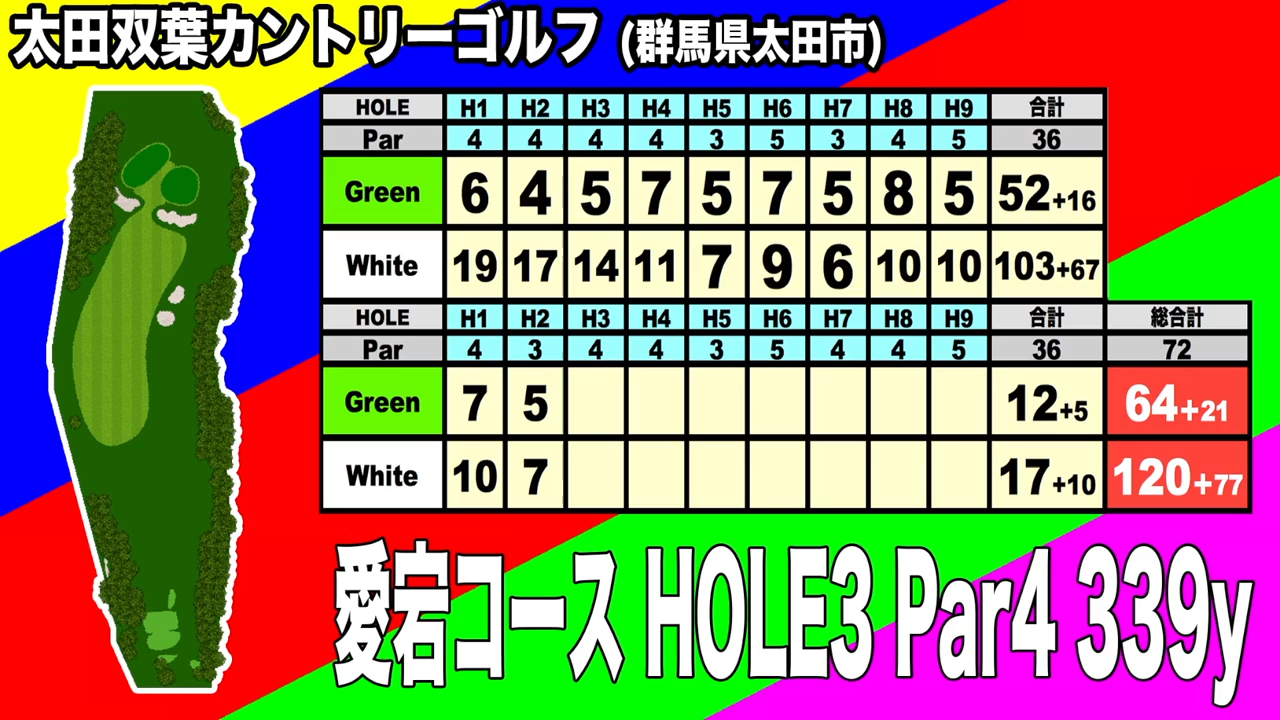 太田双葉カントリーゴルフ (群馬県太田市)
HOLE H1 H2 H3 H4 H5 H6 H7 H8 H9 合計
Par 4 4 4 4 3 5 3 4 5 36
Green 6 4 5 7 5 7 5 8 5 52+16
White 19 17 14 11 7 9 6 10 10 103+67
HOLE H1 H2 H3 H4 H5 H6 H7 H8 H9 合計 総合計
Par 4 3 4 4 3 5 4 4 5 36 72
Green 7 5 12+5 64+21
White 10 7 17+10 120+77
愛宕コース HOLE3 Par4 339y